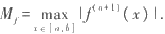 M_f = max_{x∈[a,b]} |f^{(n+1)}(x)|.